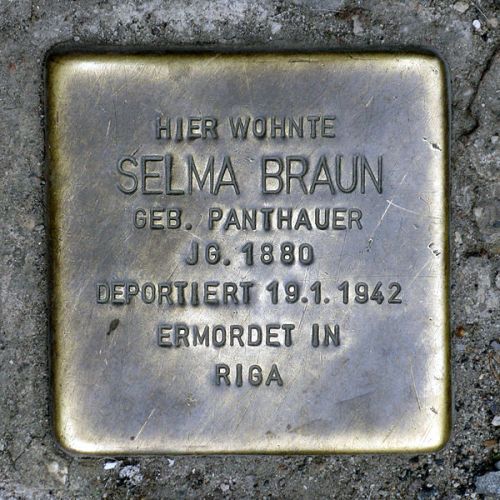 HIER WOHNTE
SELMA BRAUN
GEB. PANTHAUER
JG. 1880
DEPORTIERT 19.1.1942
ERMORDET IN
RIGA